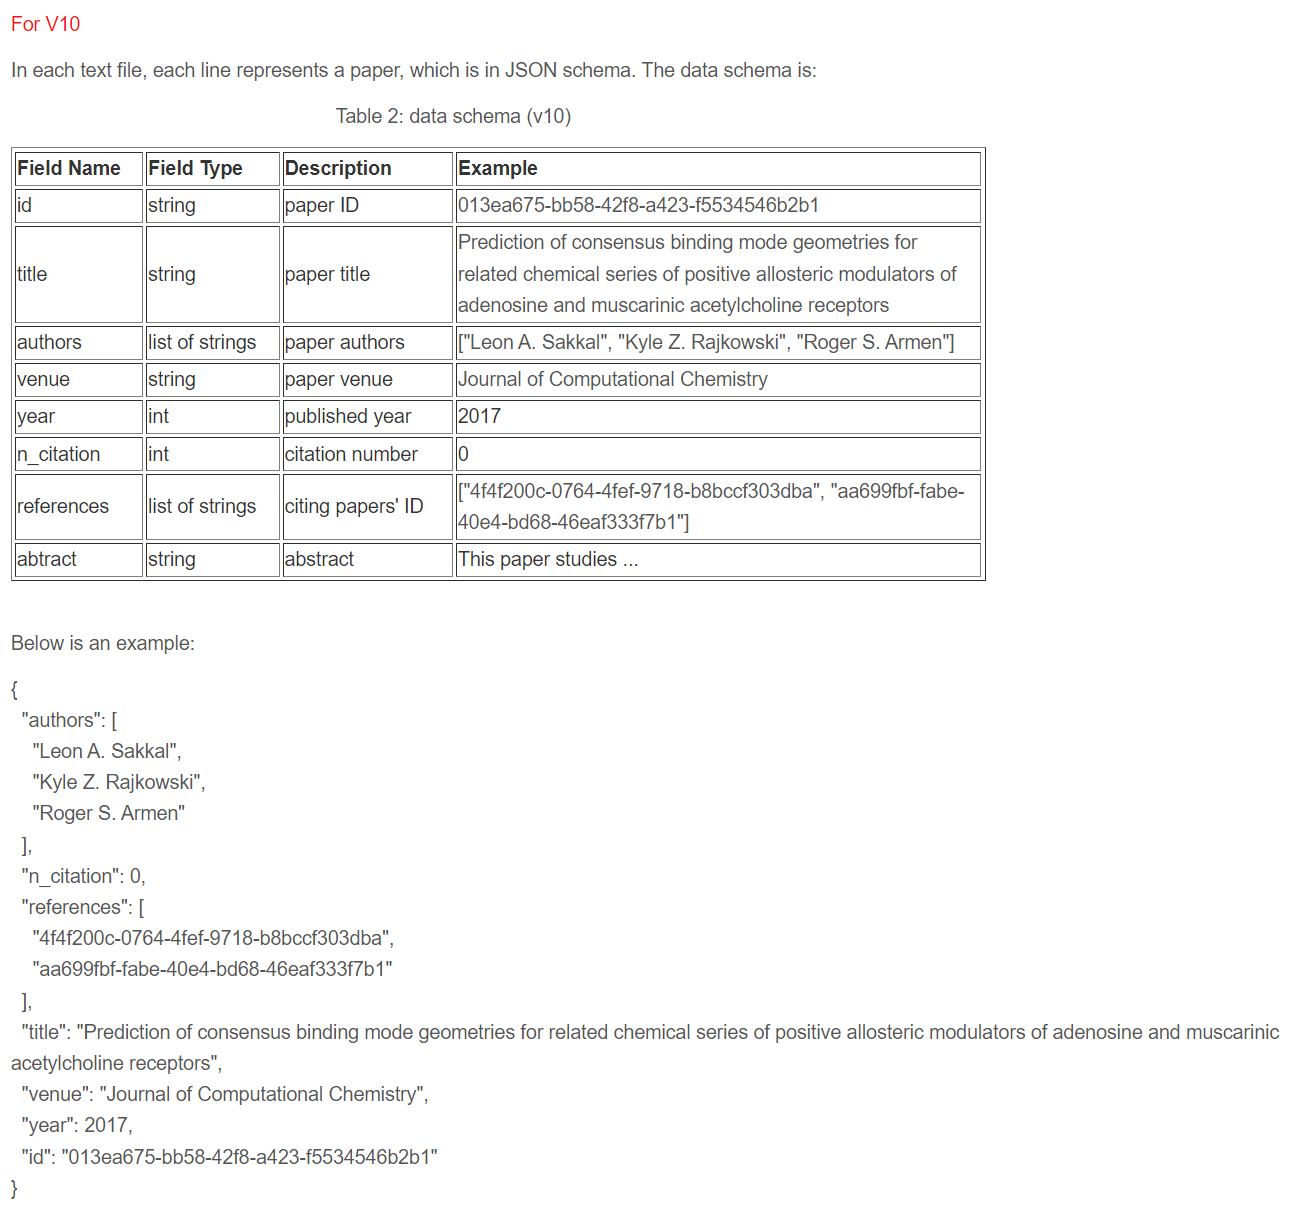 For V10
In each text file, each line represents a paper, which is in JSON schema. The data schema is:
Table 2: data schema (v10)
Field Name Field Type Description Example
id string paper ID 013ea675-bb58-42f8-a423-f5534546b2b1
title string paper title Prediction of consensus binding mode geometries for
related chemical series of positive allosteric modulators of
adenosine and muscarinic acetylcholine receptors
authors list of strings paper authors ["Leon A. Sakkal", "Kyle Z. Rajkowski", "Roger S. Armen"]
venue string paper venue Journal of Computational Chemistry
year int published year 2017
n_citation int citation number 0
references list of strings citing papers' ID ["4f4f200c-0764-4fef-9718-b8bccf303dba", "aa699fbf-fabe-
40e4-bd68-46eaf333f7b1"]
abtract string abstract This paper studies ...
Below is an example:
{
"authors": [
"Leon A. Sakkal",
"Kyle Z. Rajkowski",
"Roger S. Armen"
],
"n_citation": 0,
"references": [
"4f4f200c-0764-4fef-9718-b8bccf303dba",
"aa699fbf-fabe-40e4-bd68-46eaf333f7b1"
],
"title": "Prediction of consensus binding mode geometries for related chemical series of positive allosteric modulators of adenosine and muscarinic
acetylcholine receptors",
"venue": "Journal of Computational Chemistry",
"year": 2017,
"id": "013ea675-bb58-42f8-a423-f5534546b2b1"
}